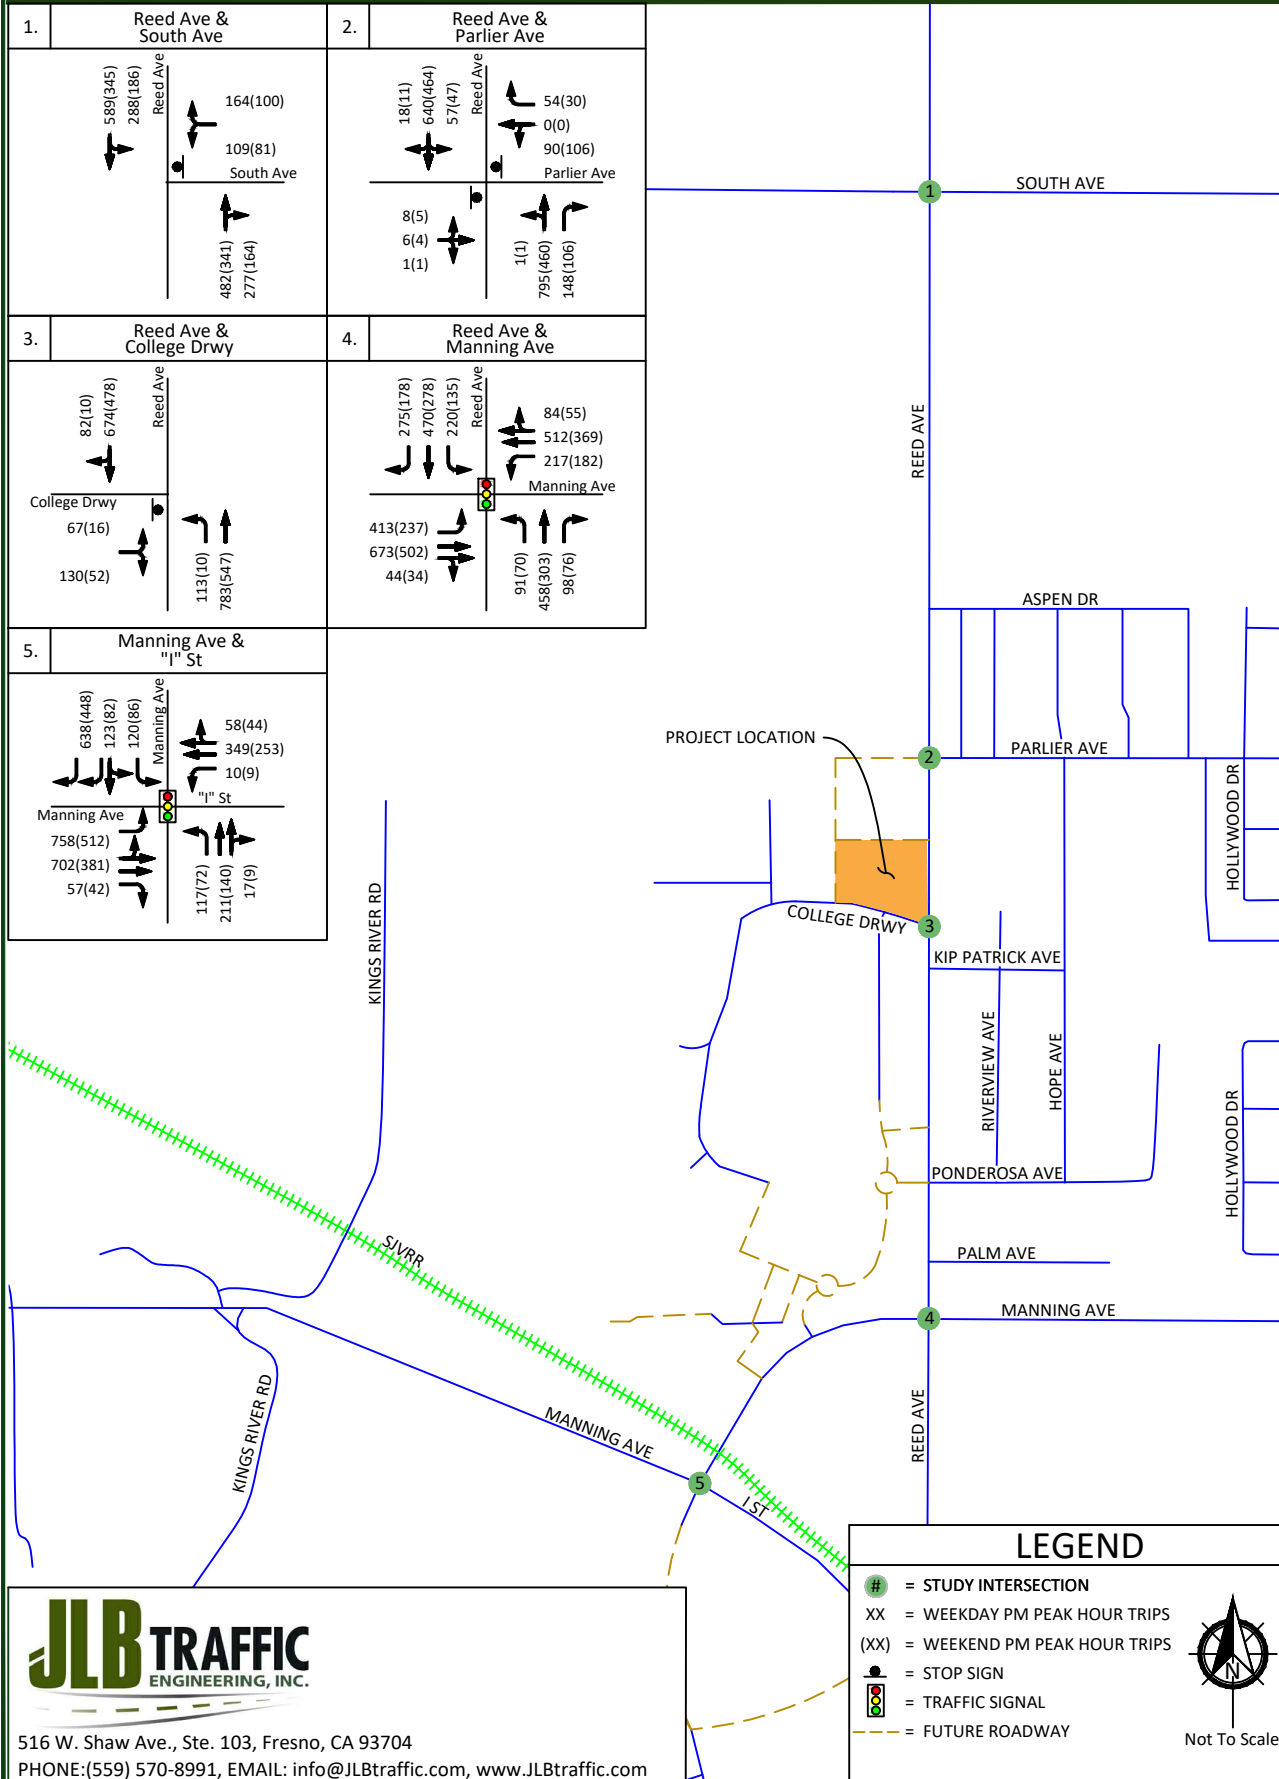 1.
Reed Ave &
South Ave
589(345)
288(186)
Reed Ave
164(100)
109(81)
South Ave
482(341)
277(164)
2.
Reed Ave &
Parlier Ave
18(11)
640(464)
57(47)
Reed Ave
54(30)
0(0)
90(106)
Parlier Ave
8(5)
6(4)
1(1)
1(1)
795(460)
148(106)
3.
Reed Ave &
College Drwy
82(10)
674(478)
Reed Ave
College Drwy
67(16)
130(52)
113(10)
783(547)
4.
Reed Ave &
Manning Ave
275(178)
470(278)
220(135)
Reed Ave
84(55)
512(369)
217(182)
Manning Ave
413(237)
673(502)
44(34)
91(70)
458(303)
98(76)
5.
Manning Ave &
"I" St
638(448)
123(82)
120(86)
Manning Ave
58(44)
349(253)
10(9)
"I" St
Manning Ave
758(512)
702(381)
57(42)
117(72)
211(140)
17(9)
1
SOUTH AVE
REED AVE
ASPEN DR
PROJECT LOCATION
2
PARLIER AVE
HOLLYWOOD DR
COLLEGE DRWY
3
KIP PATRICK AVE
KINGS RIVER RD
RIVERVIEW AVE
HOPE AVE
HOLLYWOOD DR
PONDEROSA AVE
SJVRR
PALM AVE
4
MANNING AVE
KINGS RIVER RD
MANNING AVE
REED AVE
5
I ST
LEGEND
# = STUDY INTERSECTION
XX = WEEKDAY PM PEAK HOUR TRIPS
(XX) = WEEKEND PM PEAK HOUR TRIPS
= STOP SIGN
= TRAFFIC SIGNAL
= FUTURE ROADWAY
N
Not To Scale
JLB TRAFFIC
ENGINEERING, INC.
516 W. Shaw Ave., Ste. 103, Fresno, CA 93704
PHONE:(559) 570-8991, EMAIL: info@JLBtraffic.com, www.JLBtraffic.com